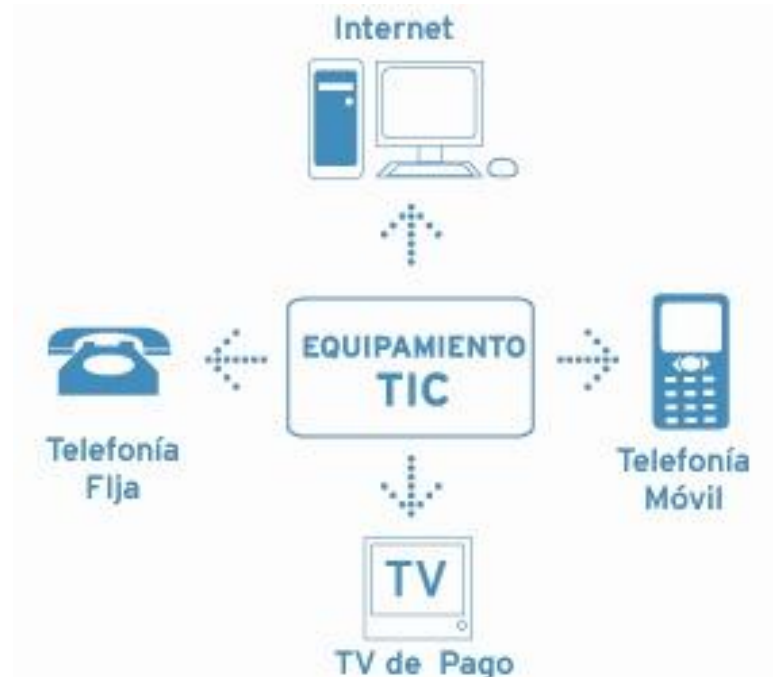 Internet
EQUIPAMIENTO
TIC
Telefonía
FIja
Telefonía
Móvil
TV
TV de Pago